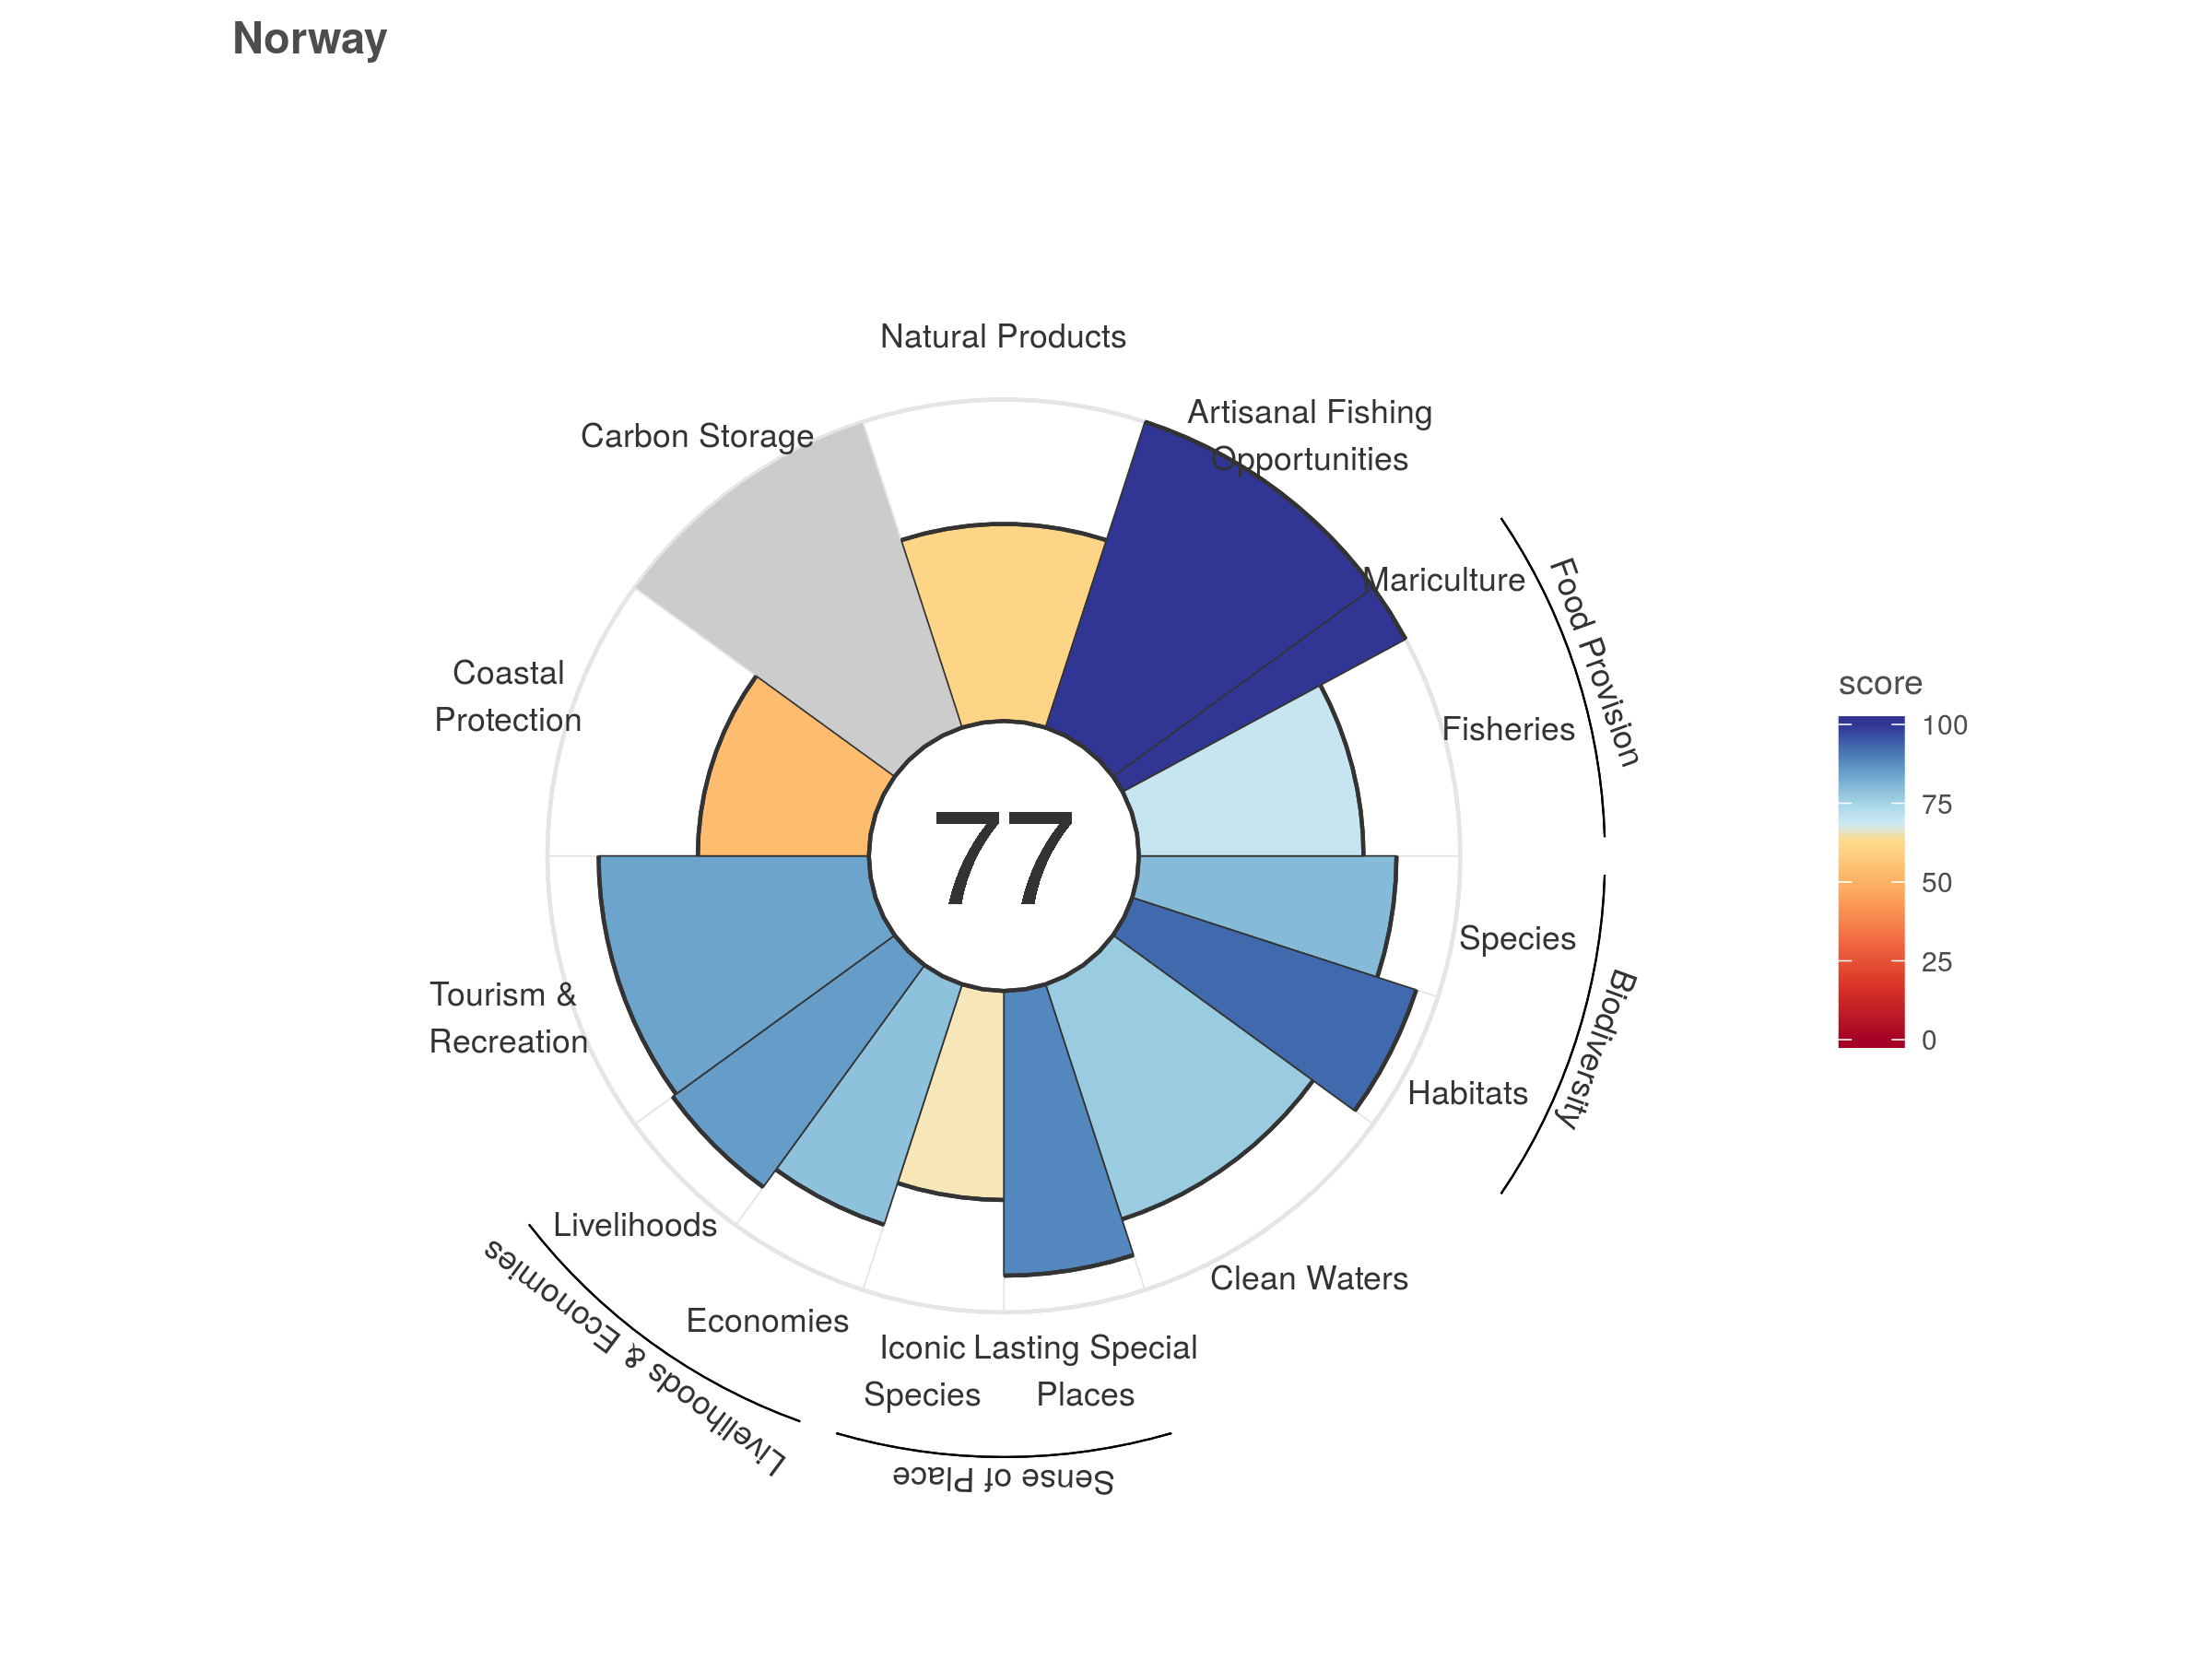 Norway
Natural Products
Artisanal Fishing
Opportunities
Carbon Storage
Mariculture
Food Provision
Fisheries
Coastal
Protection
score
100
75
50
25
0
77
Species
Biodiversity
Habitats
Tourism &
Recreation
Livelihoods
Livelihoods & Economies
Economies
Clean Waters
Iconic
Species
Lasting Special
Places
Sense of Place